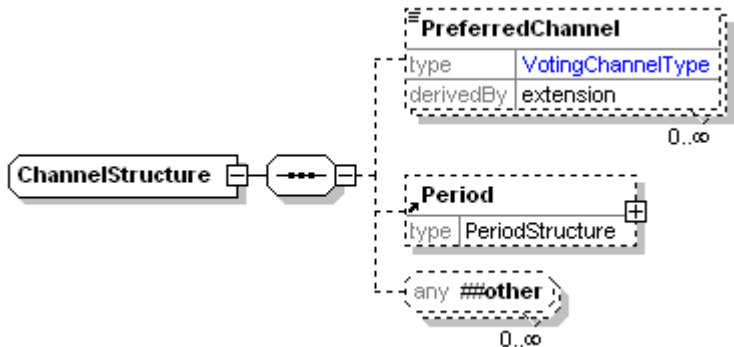 PreferredChannel
type VotingChannelType
derivedBy extension
0..∞
ChannelStructure
Period
type PeriodStructure
any ##other
0..∞